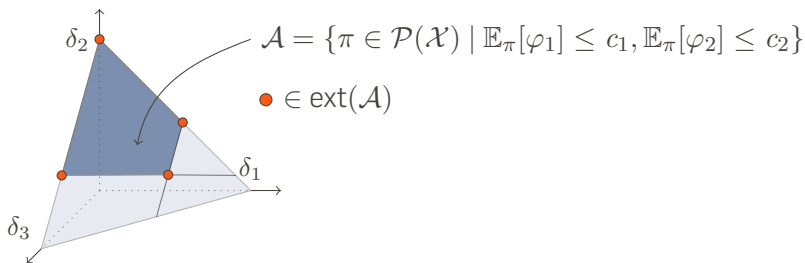 δ₂
𝒜 = {π ∈ 𝒫(𝒳) | 𝔼_π[φ₁] ≤ c₁, 𝔼_π[φ₂] ≤ c₂}
∈ ext(𝒜)
δ₁
δ₃